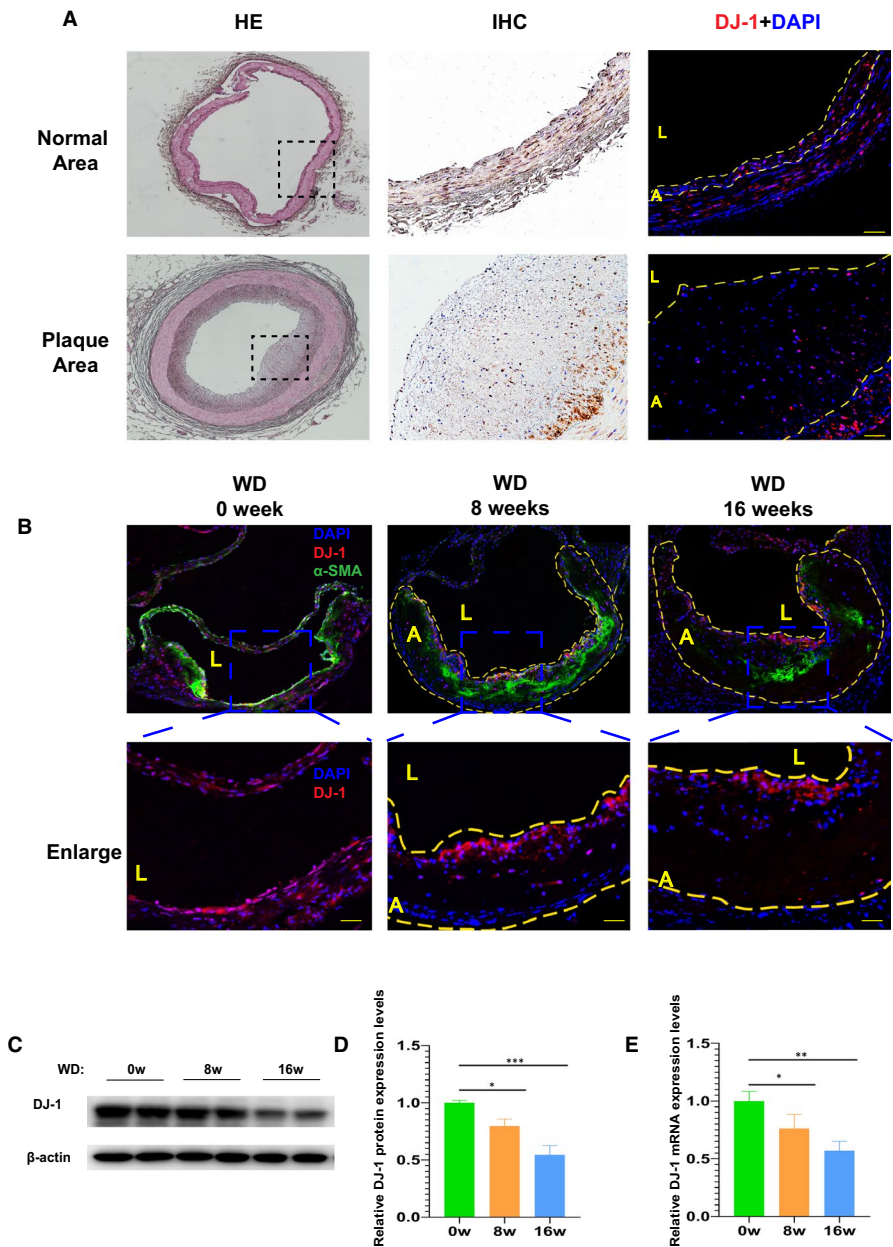 A
HE
IHC
DJ-1+DAPI
Normal
Area
L
A
Plaque
Area
L
A
B
WD
0 week
WD
8 weeks
WD
16 weeks
DAPI
DJ-1
α-SMA
L
A
L
A
L
Enlarge
DAPI
DJ-1
L
L
A
L
A
C
WD:
0w
8w
16w
DJ-1
β-actin
D
Relative DJ-1 protein expression levels
1.5
1.0
0.5
0.0
***
*
0w
8w
16w
E
Relative DJ-1 mRNA expression levels
1.5
1.0
0.5
0.0
**
*
0w
8w
16w